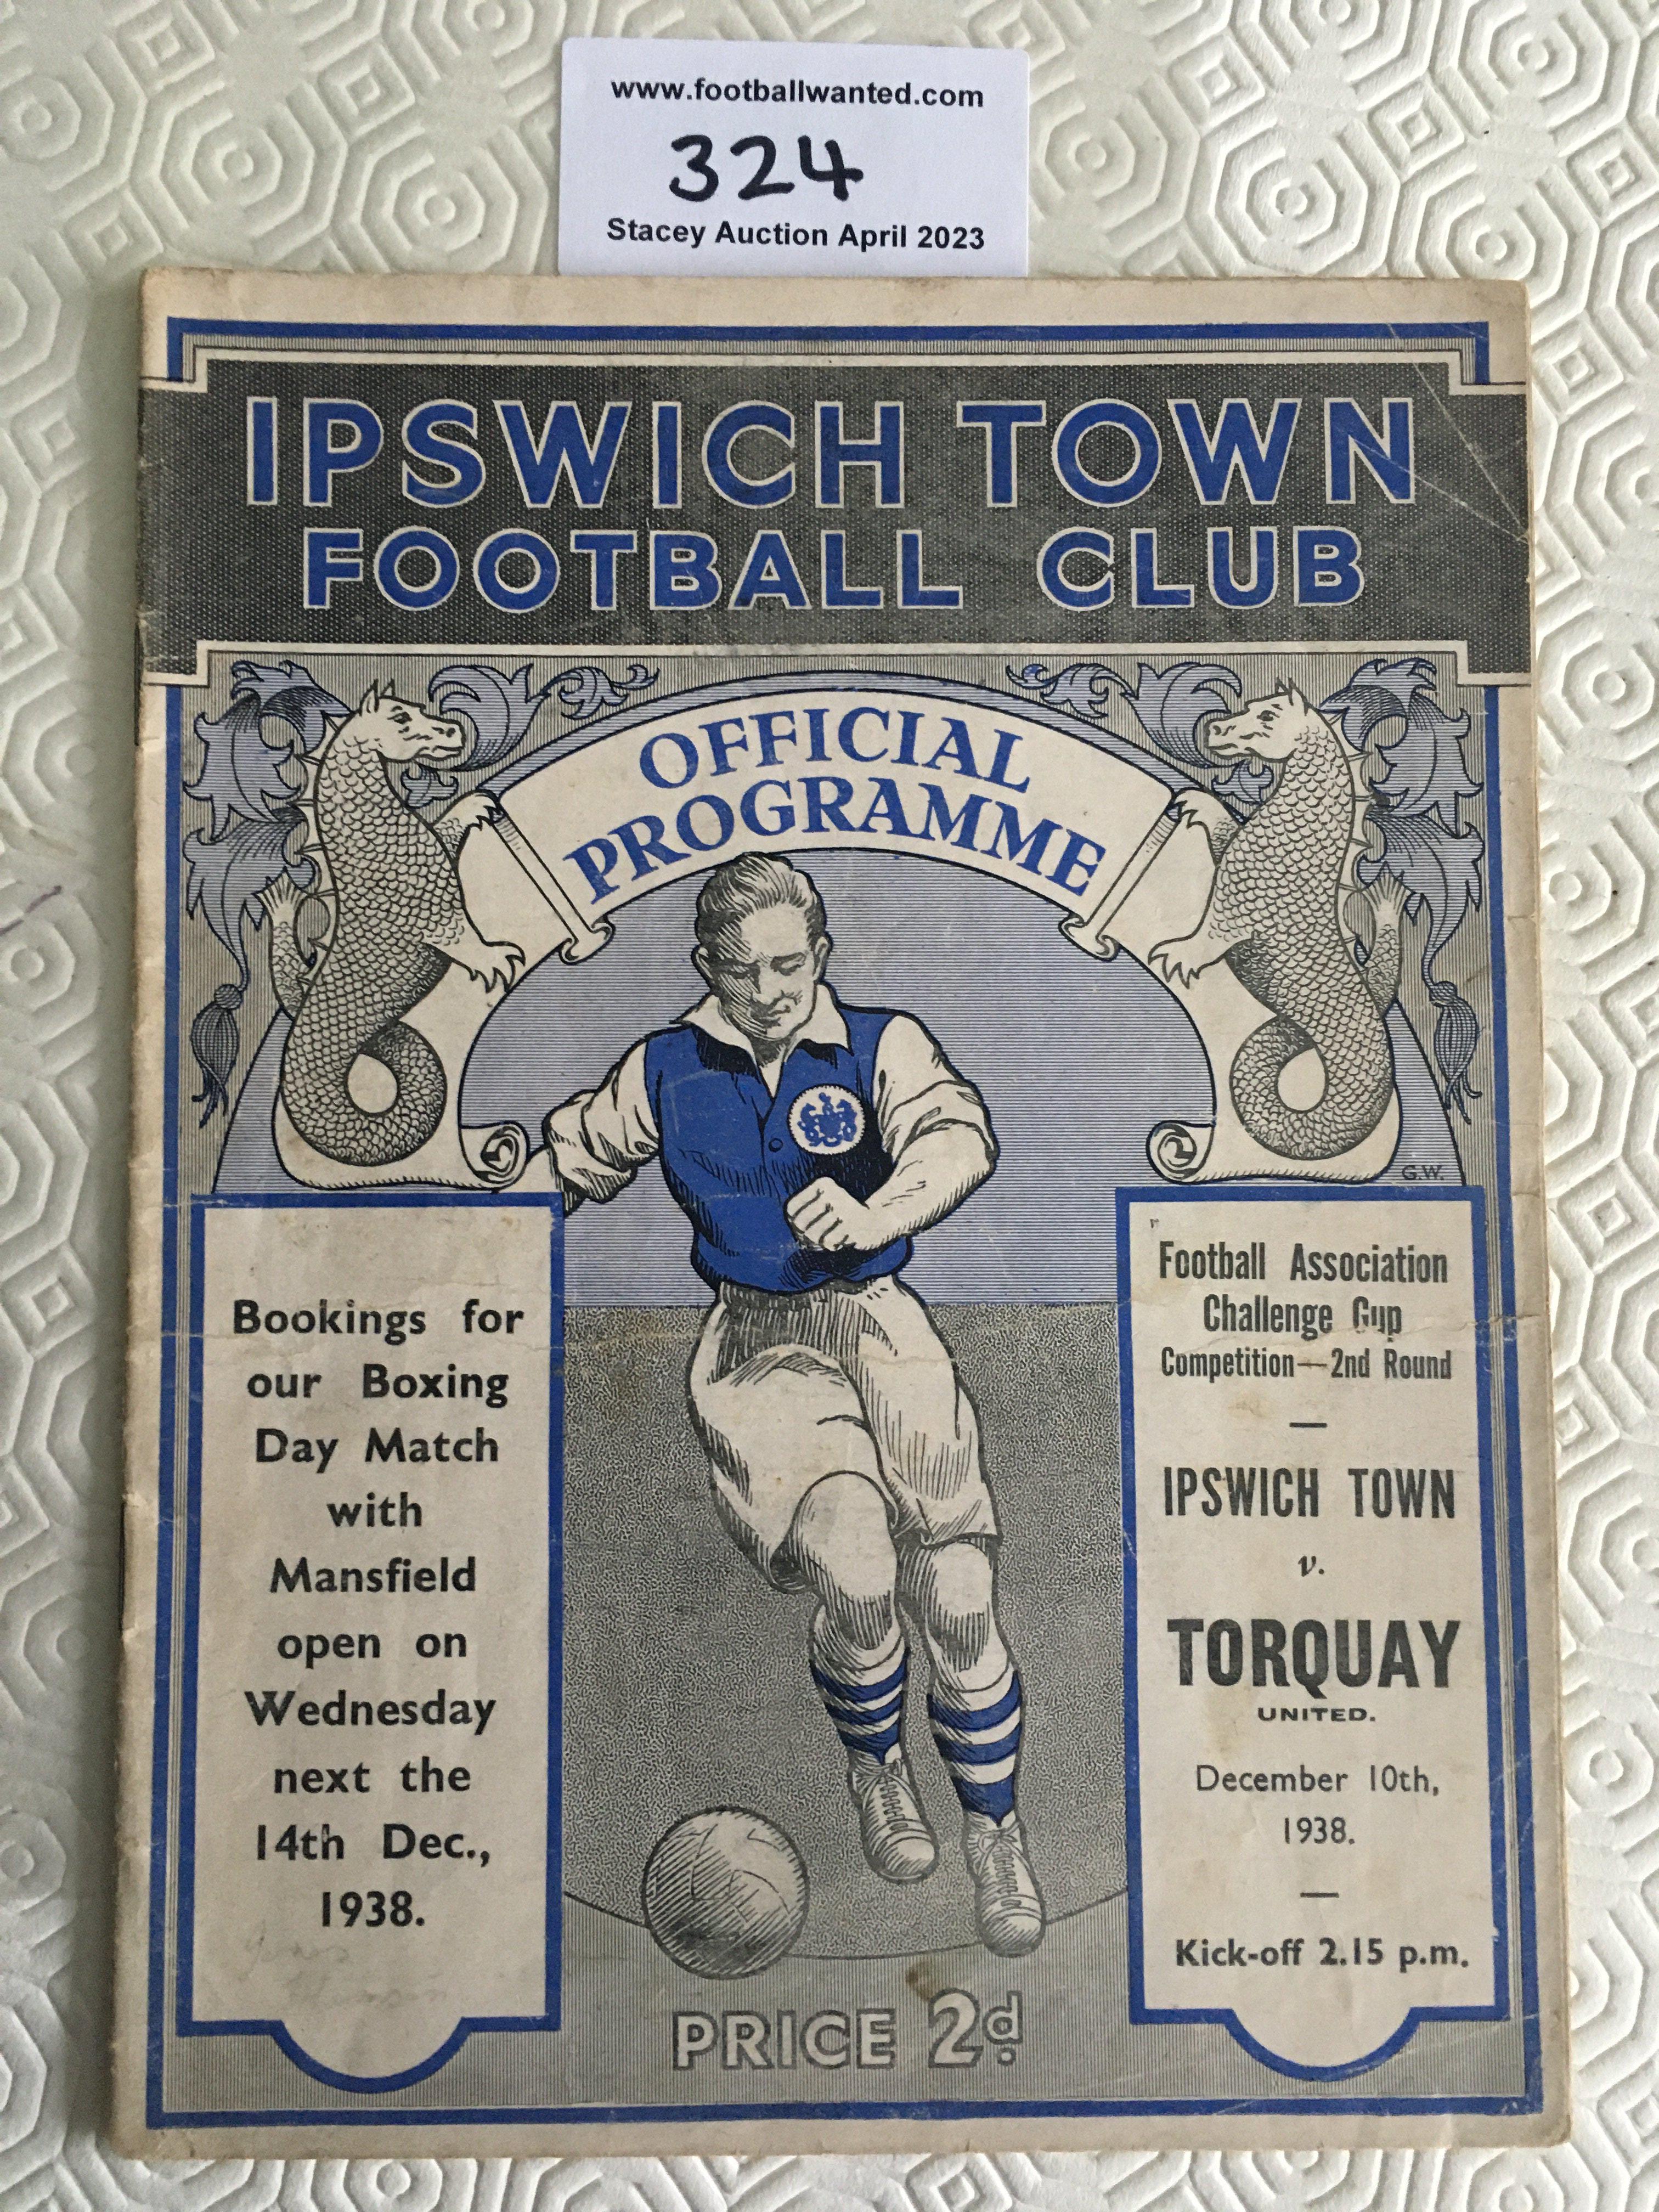 www.footballwanted.com
324
Stacey Auction April 2023
IPSWICH TOWN
FOOTBALL CLUB
OFFICIAL
PROGRAMME
G.W.
Bookings for
our Boxing
Day Match
with
Mansfield
open on
Wednesday
next the
14th Dec.,
1938.
Football Association
Challenge Cup
Competition—2nd Round
—
IPSWICH TOWN
v.
TORQUAY
UNITED.
December 10th,
1938.
—
Kick-off 2.15 p.m.
PRICE 2d.